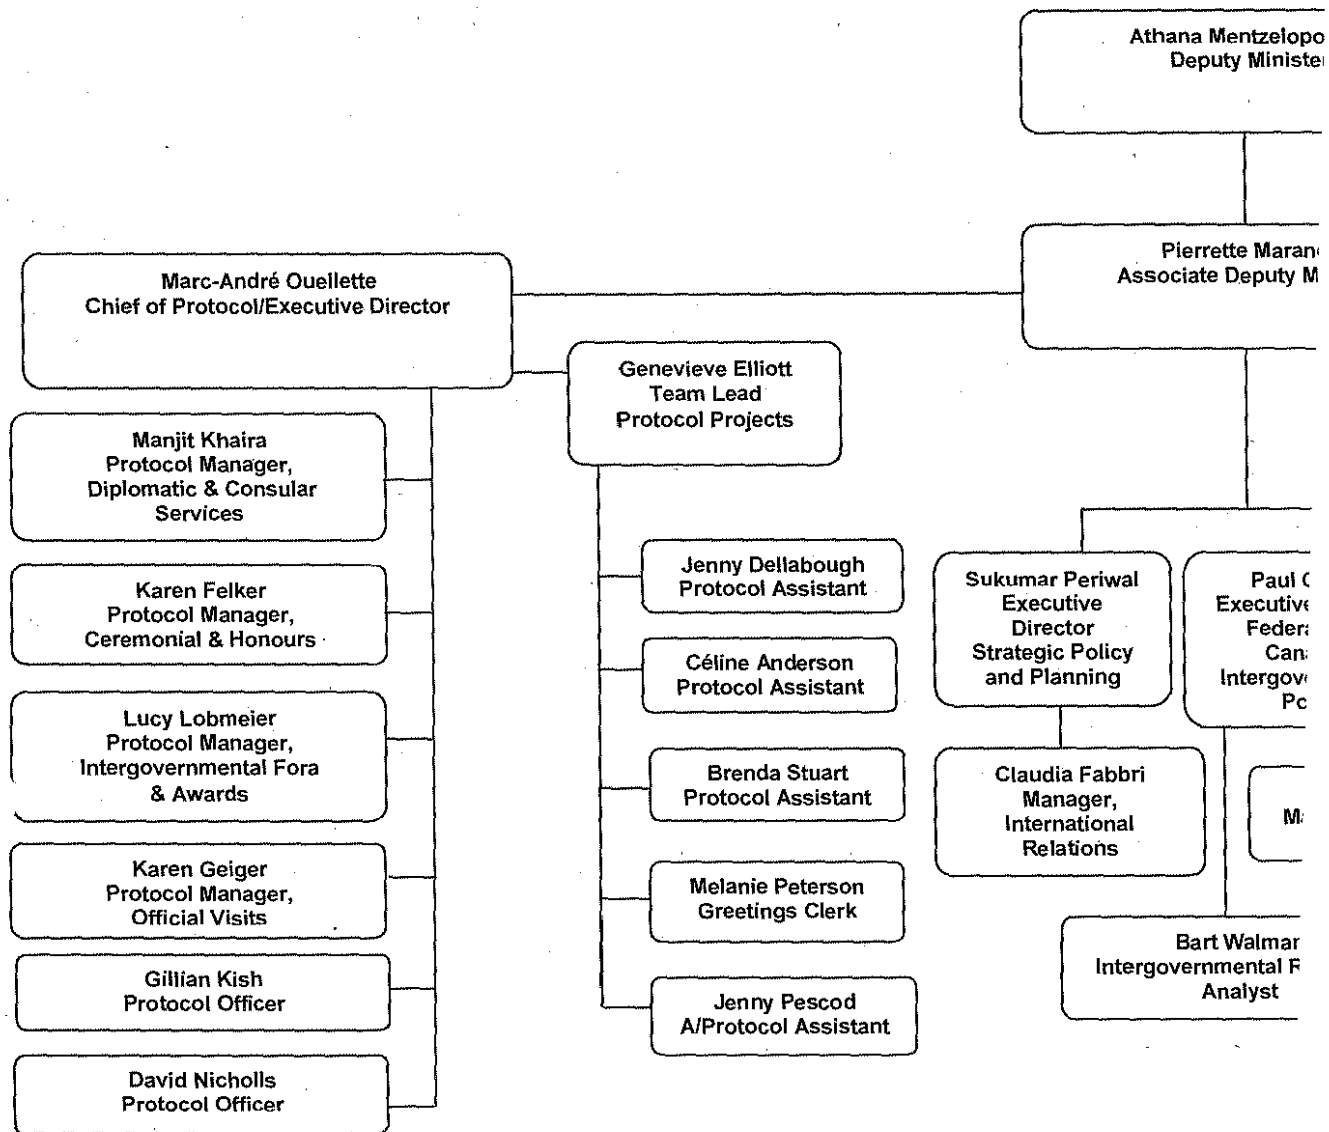 Athana Mentzelopo
Deputy Ministe
Pierrette Maran
Associate Deputy M
Marc-André Ouellette
Chief of Protocol/Executive Director
Genevieve Elliott
Team Lead
Protocol Projects
Manjit Khaira
Protocol Manager,
Diplomatic & Consular
Services
Karen Felker
Protocol Manager,
Ceremonial & Honours
Lucy Lobmeier
Protocol Manager,
Intergovernmental Fora
& Awards
Karen Geiger
Protocol Manager,
Official Visits
Gillian Kish
Protocol Officer
David Nicholls
Protocol Officer
Jenny Dellabough
Protocol Assistant
Céline Anderson
Protocol Assistant
Brenda Stuart
Protocol Assistant
Melanie Peterson
Greetings Clerk
Jenny Pescod
A/Protocol Assistant
Sukumar Periwal
Executive
Director
Strategic Policy
and Planning
Claudia Fabbri
Manager,
International
Relations
Paul
Executive
Federa
Cana
Intergov
Po
Ma
Bart Walmar
Intergovernmental R
Analyst